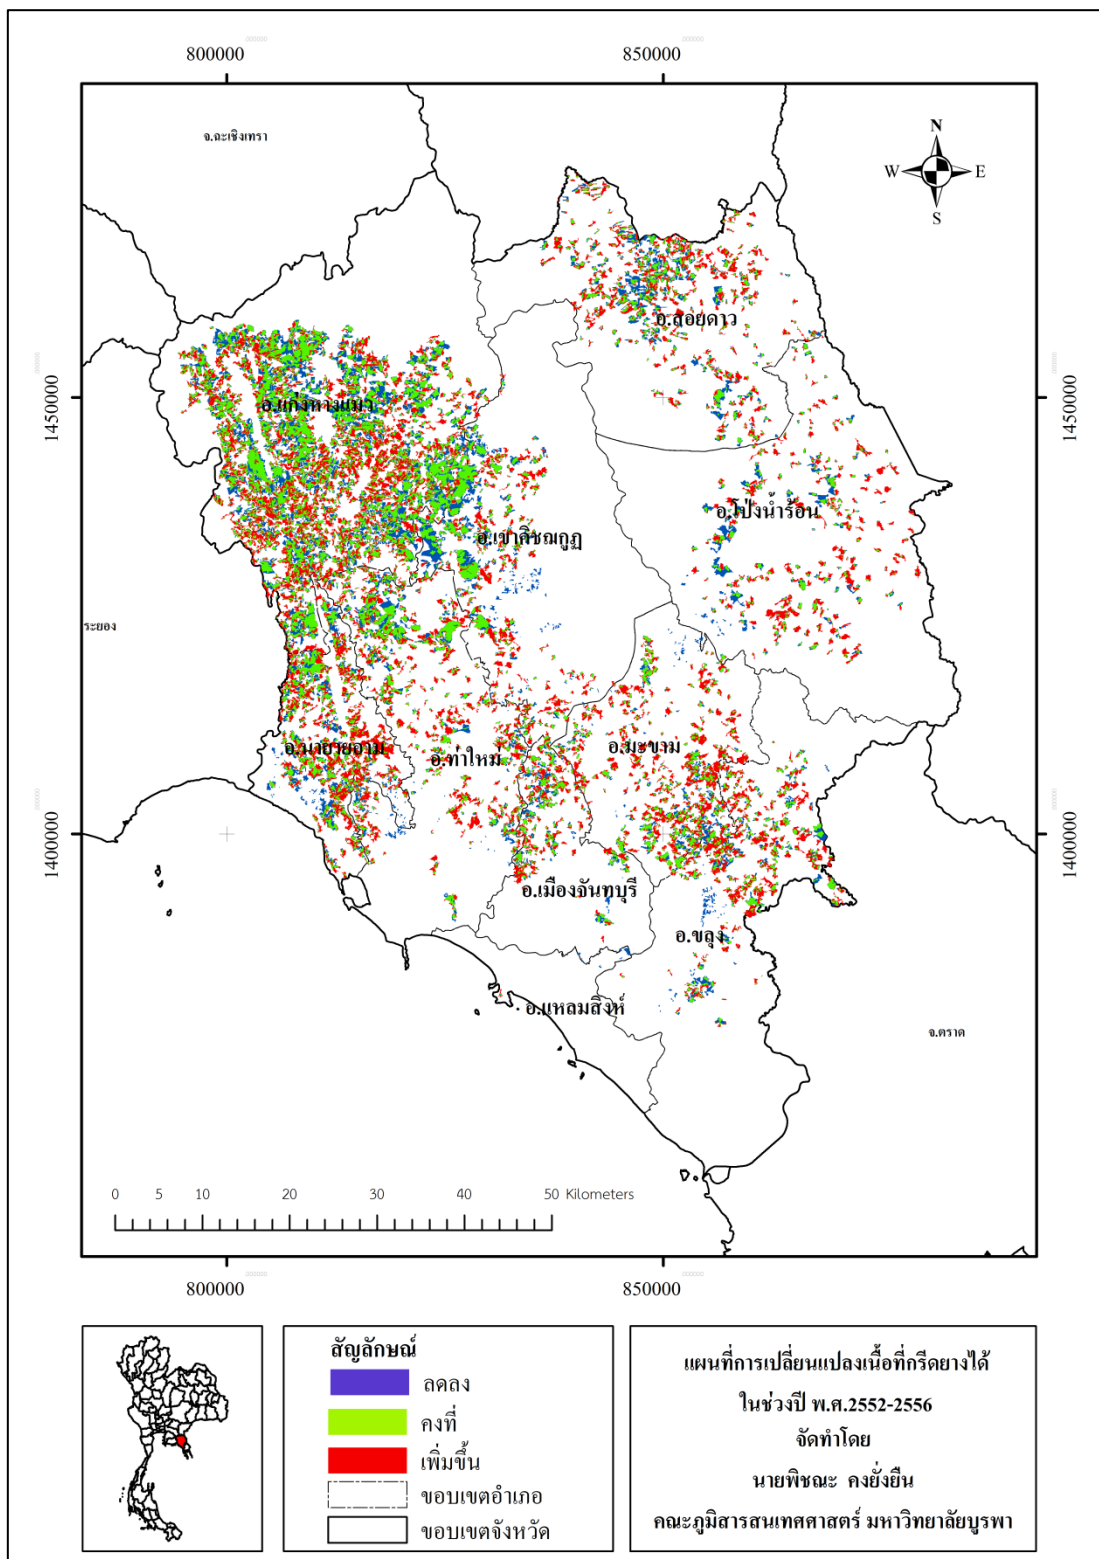 800000
850000
จ.ฉะเชิงเทรา
N
W
E
S
อ.สอยดาว
1450000
1450000
อ.แก่งหางแมว
อ.โป่งน้ำร้อน
อ.เขาคิชฌกูฏ
ระยอง
อ.นายายอาม
อ.ท่าใหม่
อ.มะขาม
1400000
1400000
อ.เมืองจันทบุรี
อ.ขลุง
อ.แหลมสิงห์
จ.ตราด
0 5 10 20 30 40 50 Kilometers
800000
850000
สัญลักษณ์
ลดลง
คงที่
เพิ่มขึ้น
ขอบเขตอำเภอ
ขอบเขตจังหวัด
แผนที่การเปลี่ยนแปลงเนื้อที่กรีดยางได้
ในช่วงปี พ.ศ.2552-2556
จัดทำโดย
นายพิชณะ คงยั่งยืน
คณะภูมิสารสนเทศศาสตร์ มหาวิทยาลัยบูรพา